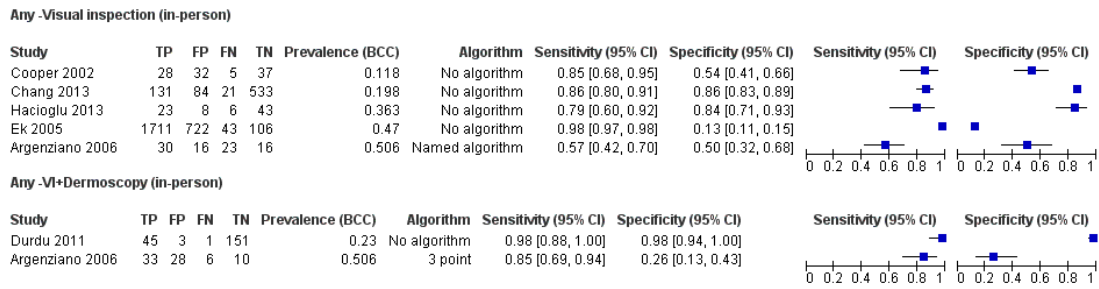 Any -Visual inspection (in-person)
Study TP FP FN TN Prevalence (BCC) Algorithm Sensitivity (95% CI) Specificity (95% CI) Sensitivity (95% CI) Specificity (95% CI)
Cooper 2002 28 32 5 37 0.118 No algorithm 0.85 [0.68, 0.95] 0.54 [0.41, 0.66]
Chang 2013 131 84 21 533 0.198 No algorithm 0.86 [0.80, 0.91] 0.86 [0.83, 0.89]
Hacioglu 2013 23 8 6 43 0.363 No algorithm 0.79 [0.60, 0.92] 0.84 [0.71, 0.93]
Ek 2005 1711 722 43 106 0.47 No algorithm 0.98 [0.97, 0.98] 0.13 [0.11, 0.15]
Argenziano 2006 30 16 23 16 0.506 Named algorithm 0.57 [0.42, 0.70] 0.50 [0.32, 0.68]
0 0.2 0.4 0.6 0.8 1 0 0.2 0.4 0.6 0.8 1
Any -VI+Dermoscopy (in-person)
Study TP FP FN TN Prevalence (BCC) Algorithm Sensitivity (95% CI) Specificity (95% CI) Sensitivity (95% CI) Specificity (95% CI)
Durdu 2011 45 3 1 151 0.23 No algorithm 0.98 [0.88, 1.00] 0.98 [0.94, 1.00]
Argenziano 2006 33 28 6 10 0.506 3 point 0.85 [0.69, 0.94] 0.26 [0.13, 0.43]
0 0.2 0.4 0.6 0.8 1 0 0.2 0.4 0.6 0.8 1